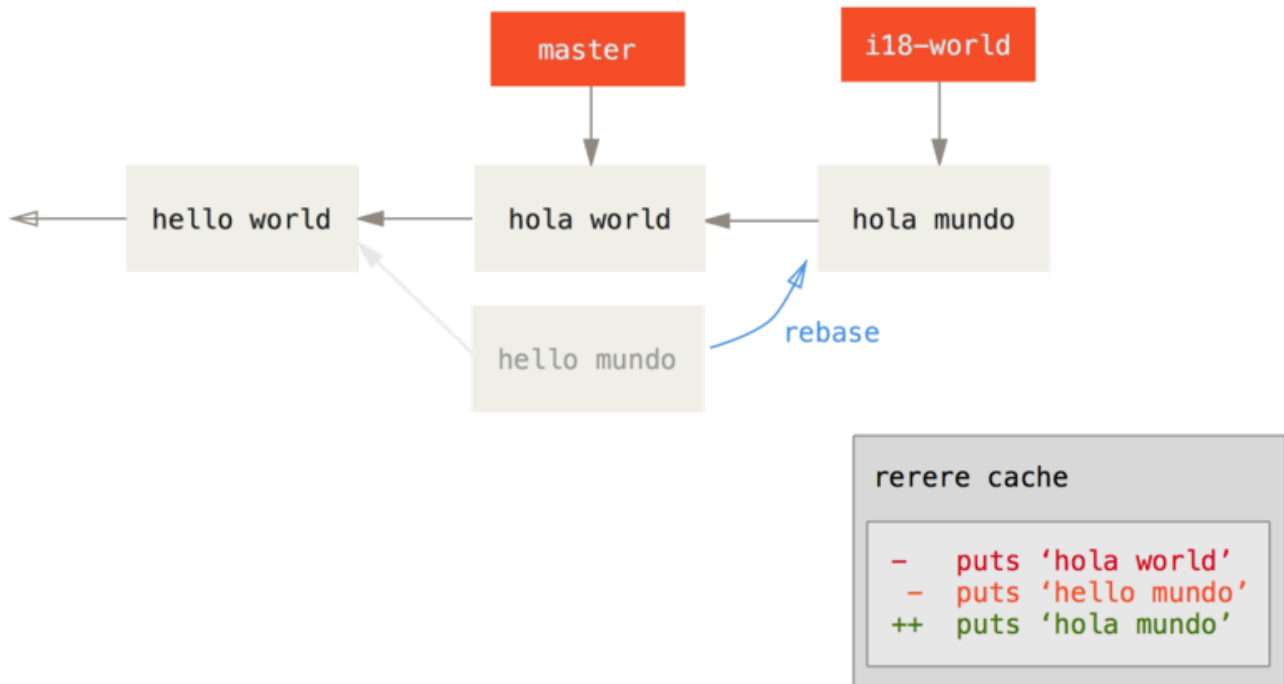 master
i18-world
hello world
hola world
hola mundo
hello mundo
rebase
rerere cache
-   puts ‘hola world’
 -  puts ‘hello mundo’
++  puts ‘hola mundo’